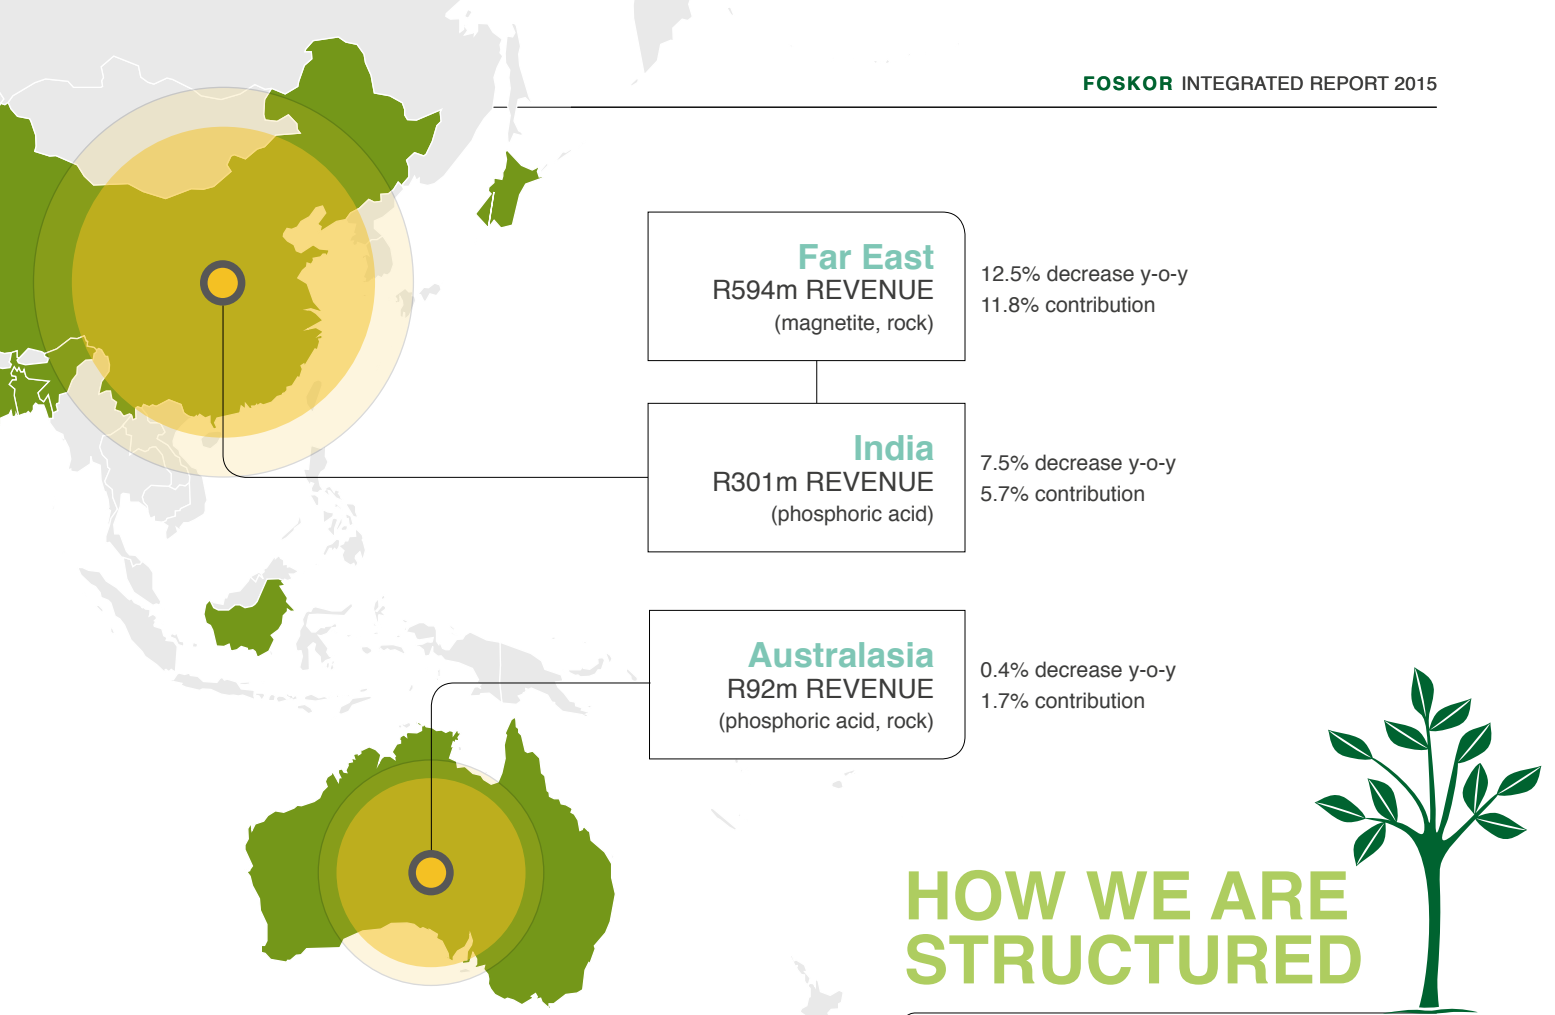 FOSKOR INTEGRATED REPORT 2015
Far East
R594m REVENUE
(magnetite, rock)
12.5% decrease y-o-y
11.8% contribution
India
R301m REVENUE
(phosphoric acid)
7.5% decrease y-o-y
5.7% contribution
Australasia
R92m REVENUE
(phosphoric acid, rock)
0.4% decrease y-o-y
1.7% contribution
HOW WE ARE
STRUCTURED